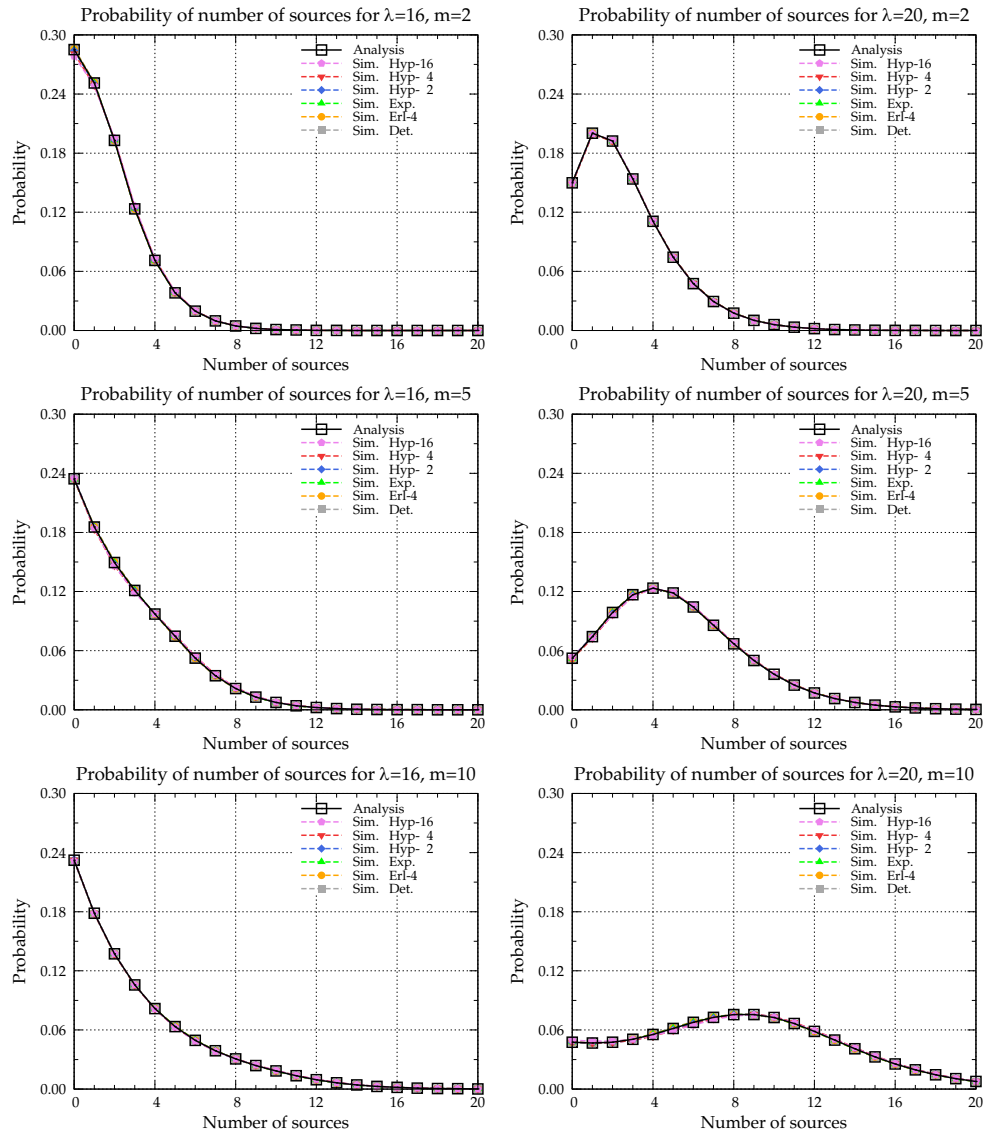 Probability of number of sources for λ=16, m=2
0.30
0.24
0.18
0.12
0.06
0.00
Probability
Analysis
Sim. Hyp-16
Sim. Hyp- 4
Sim. Hyp- 2
Sim. Exp.
Sim. Erl-4
Sim. Det.
0 4 8 12 16 20
Number of sources
Probability of number of sources for λ=20, m=2
0.30
0.24
0.18
0.12
0.06
0.00
Probability
Analysis
Sim. Hyp-16
Sim. Hyp- 4
Sim. Hyp- 2
Sim. Exp.
Sim. Erl-4
Sim. Det.
0 4 8 12 16 20
Number of sources
Probability of number of sources for λ=16, m=5
0.30
0.24
0.18
0.12
0.06
0.00
Probability
Analysis
Sim. Hyp-16
Sim. Hyp- 4
Sim. Hyp- 2
Sim. Exp.
Sim. Erl-4
Sim. Det.
0 4 8 12 16 20
Number of sources
Probability of number of sources for λ=20, m=5
0.30
0.24
0.18
0.12
0.06
0.00
Probability
Analysis
Sim. Hyp-16
Sim. Hyp- 4
Sim. Hyp- 2
Sim. Exp.
Sim. Erl-4
Sim. Det.
0 4 8 12 16 20
Number of sources
Probability of number of sources for λ=16, m=10
0.30
0.24
0.18
0.12
0.06
0.00
Probability
Analysis
Sim. Hyp-16
Sim. Hyp- 4
Sim. Hyp- 2
Sim. Exp.
Sim. Erl-4
Sim. Det.
0 4 8 12 16 20
Number of sources
Probability of number of sources for λ=20, m=10
0.30
0.24
0.18
0.12
0.06
0.00
Probability
Analysis
Sim. Hyp-16
Sim. Hyp- 4
Sim. Hyp- 2
Sim. Exp.
Sim. Erl-4
Sim. Det.
0 4 8 12 16 20
Number of sources